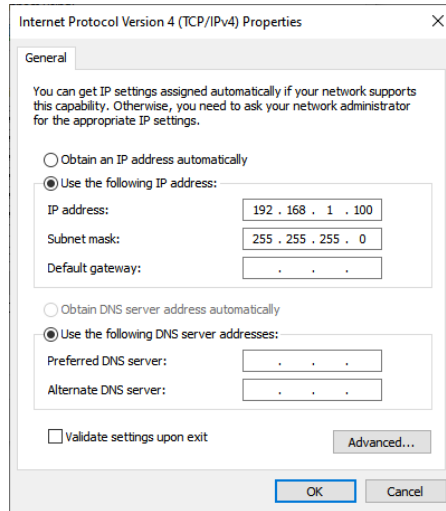 Internet Protocol Version 4 (TCP/IPv4) Properties
General
You can get IP settings assigned automatically if your network supports
this capability. Otherwise, you need to ask your network administrator
for the appropriate IP settings.
Obtain an IP address automatically
Use the following IP address:
IP address: 192 . 168 . 1 . 100
Subnet mask: 255 . 255 . 255 . 0
Default gateway: . . .
Obtain DNS server address automatically
Use the following DNS server addresses:
Preferred DNS server: . . .
Alternate DNS server: . . .
Validate settings upon exit
Advanced...
OK Cancel